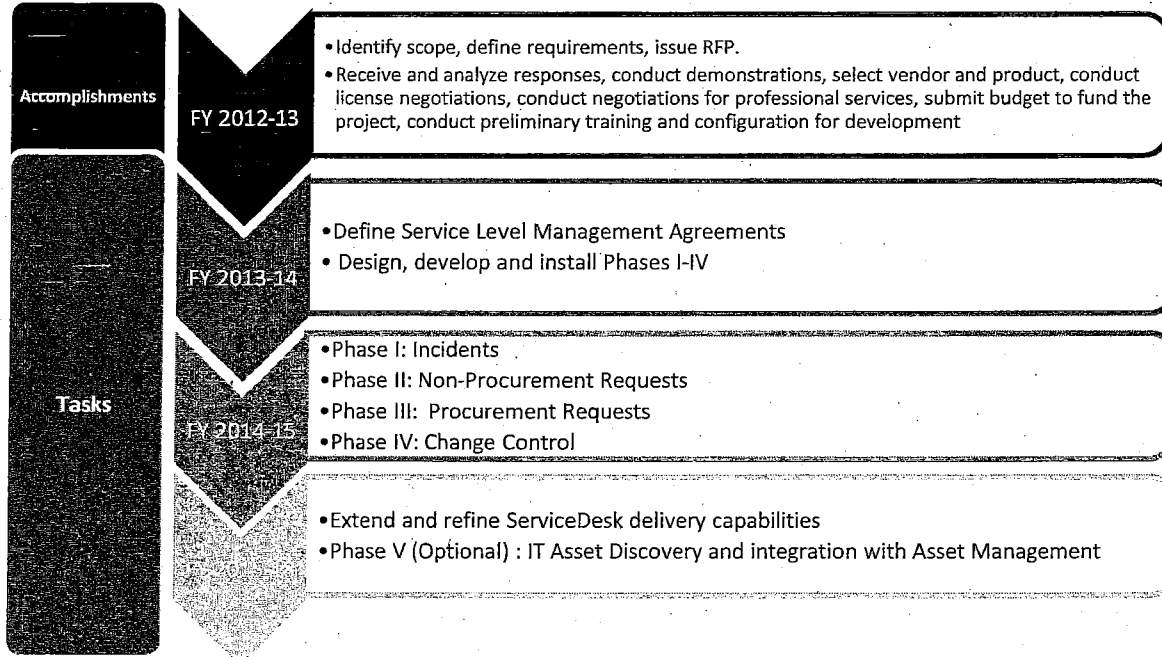 Accomplishments
FY 2012-13
•Identify scope, define requirements, issue RFP.
•Receive and analyze responses, conduct demonstrations, select vendor and product, conduct
license negotiations, conduct negotiations for professional services, submit budget to fund the
project, conduct preliminary training and configuration for development
Tasks
FY 2013-14
•Define Service Level Management Agreements
• Design, develop and install Phases I-IV
FY 2014-15
•Phase I: Incidents
•Phase II: Non-Procurement Requests
•Phase III: Procurement Requests
•Phase IV: Change Control
•Extend and refine ServiceDesk delivery capabilities
•Phase V (Optional) : IT Asset Discovery and integration with Asset Management